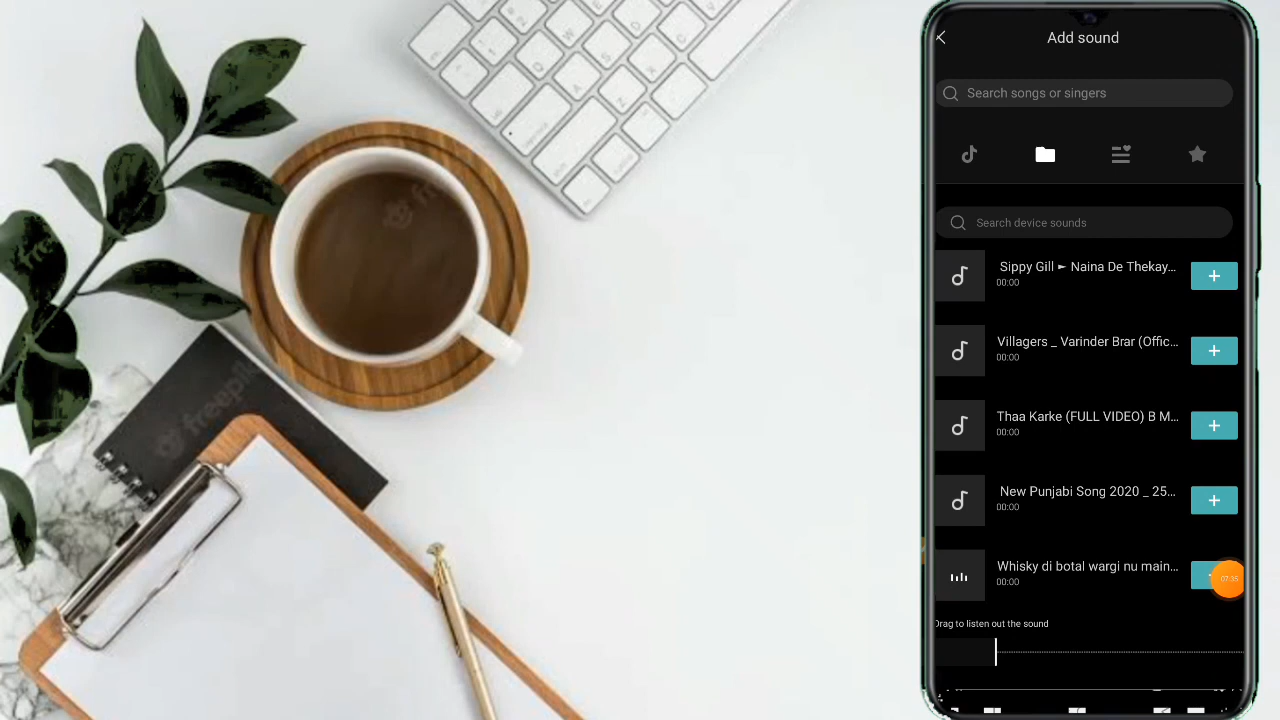 Add sound
Search songs or singers
Search device sounds
Sippy Gill ► Naina De Thekay...
00:00
Villagers _ Varinder Brar (Offic...
00:00
Thaa Karke (FULL VIDEO) B M...
00:00
New Punjabi Song 2020 _ 25...
00:00
Whisky di botal wargi nu main...
00:00
07:35
Drag to listen out the sound